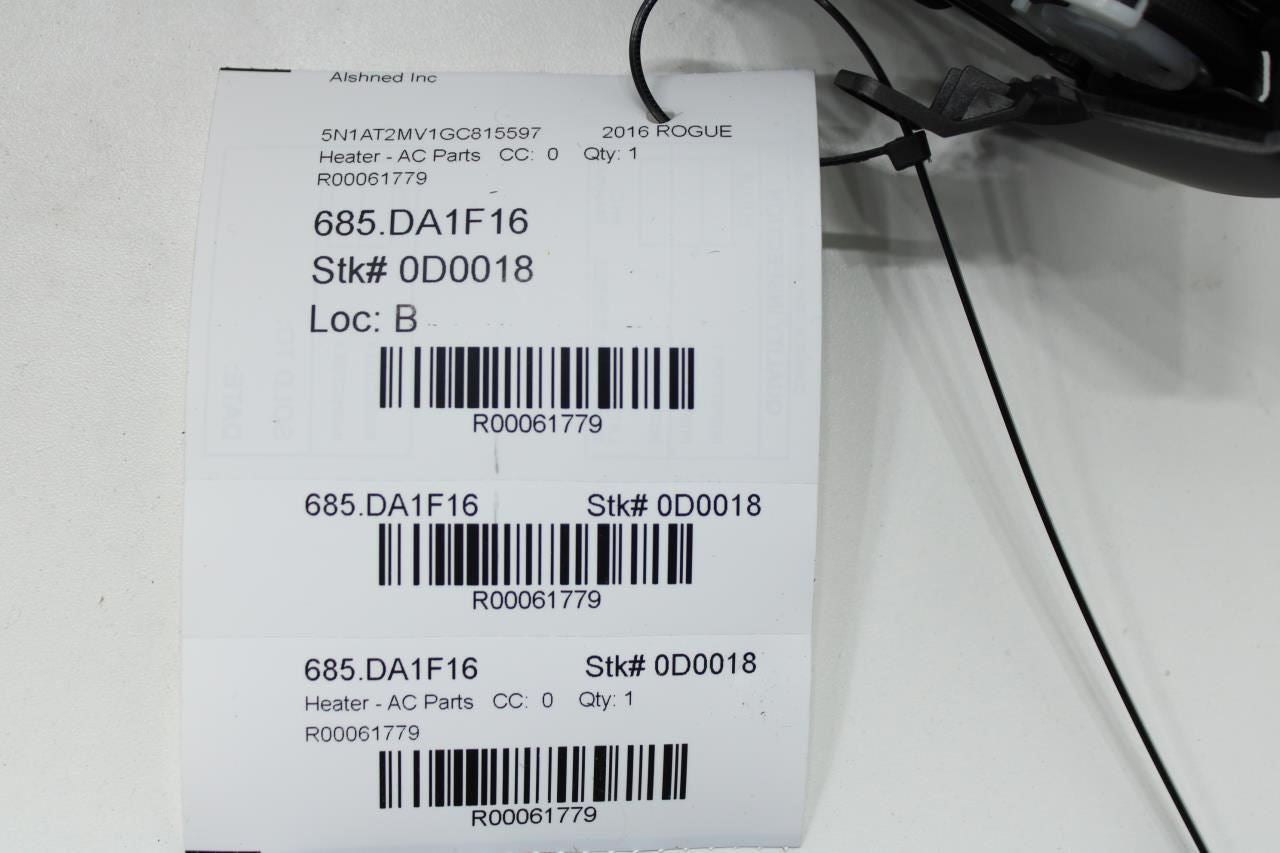 Alshned Inc
5N1AT2MV1GC815597 2016 ROGUE
Heater - AC Parts CC: 0 Qty: 1
R00061779
685.DA1F16
Stk# 0D0018
Loc: B
R00061779
685.DA1F16 Stk# 0D0018
R00061779
685.DA1F16 Stk# 0D0018
Heater - AC Parts CC: 0 Qty: 1
R00061779
R00061779